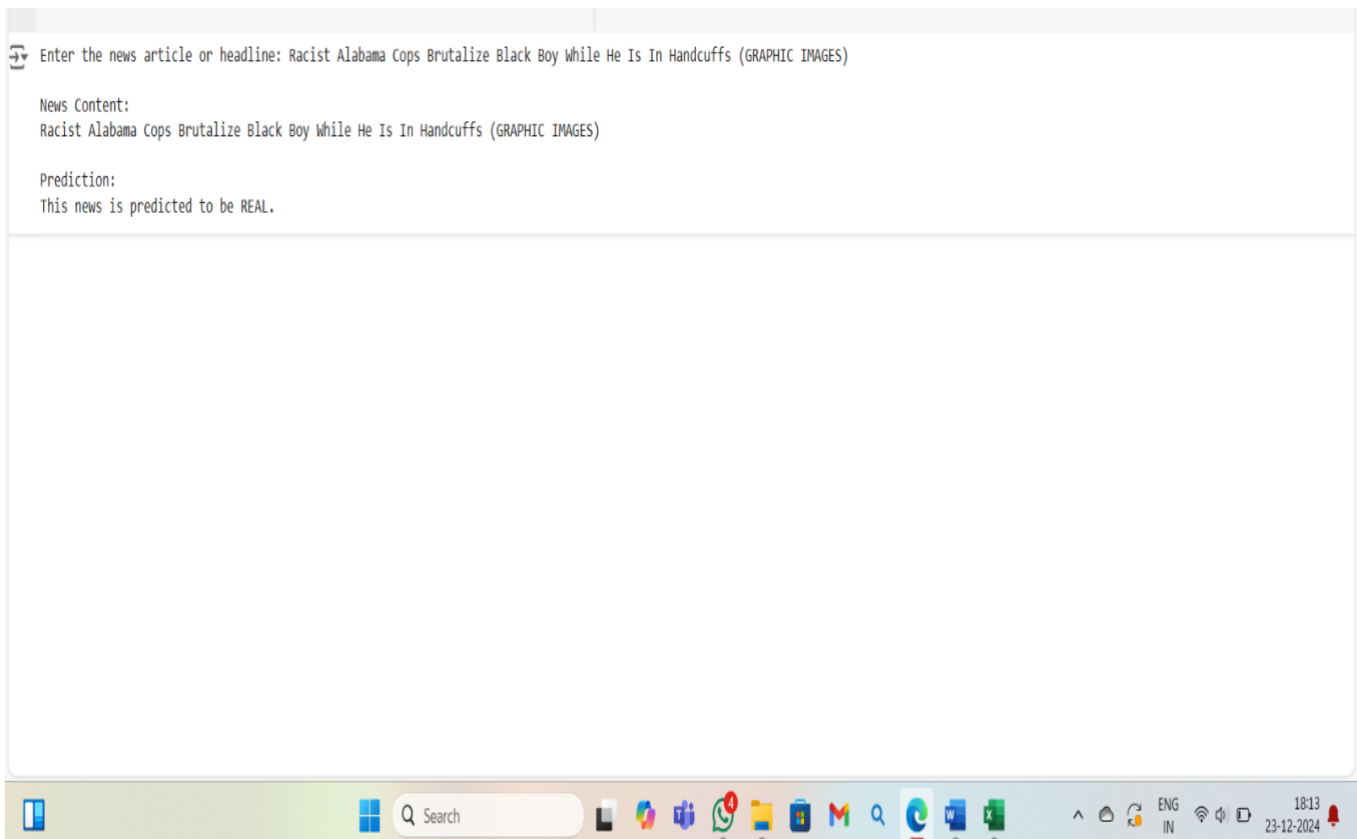 Enter the news article or headline: Racist Alabama Cops Brutalize Black Boy While He Is In Handcuffs (GRAPHIC IMAGES)
News Content:
Racist Alabama Cops Brutalize Black Boy While He Is In Handcuffs (GRAPHIC IMAGES)
Prediction:
This news is predicted to be REAL.
Search
4
ENG
IN
18:13
23-12-2024